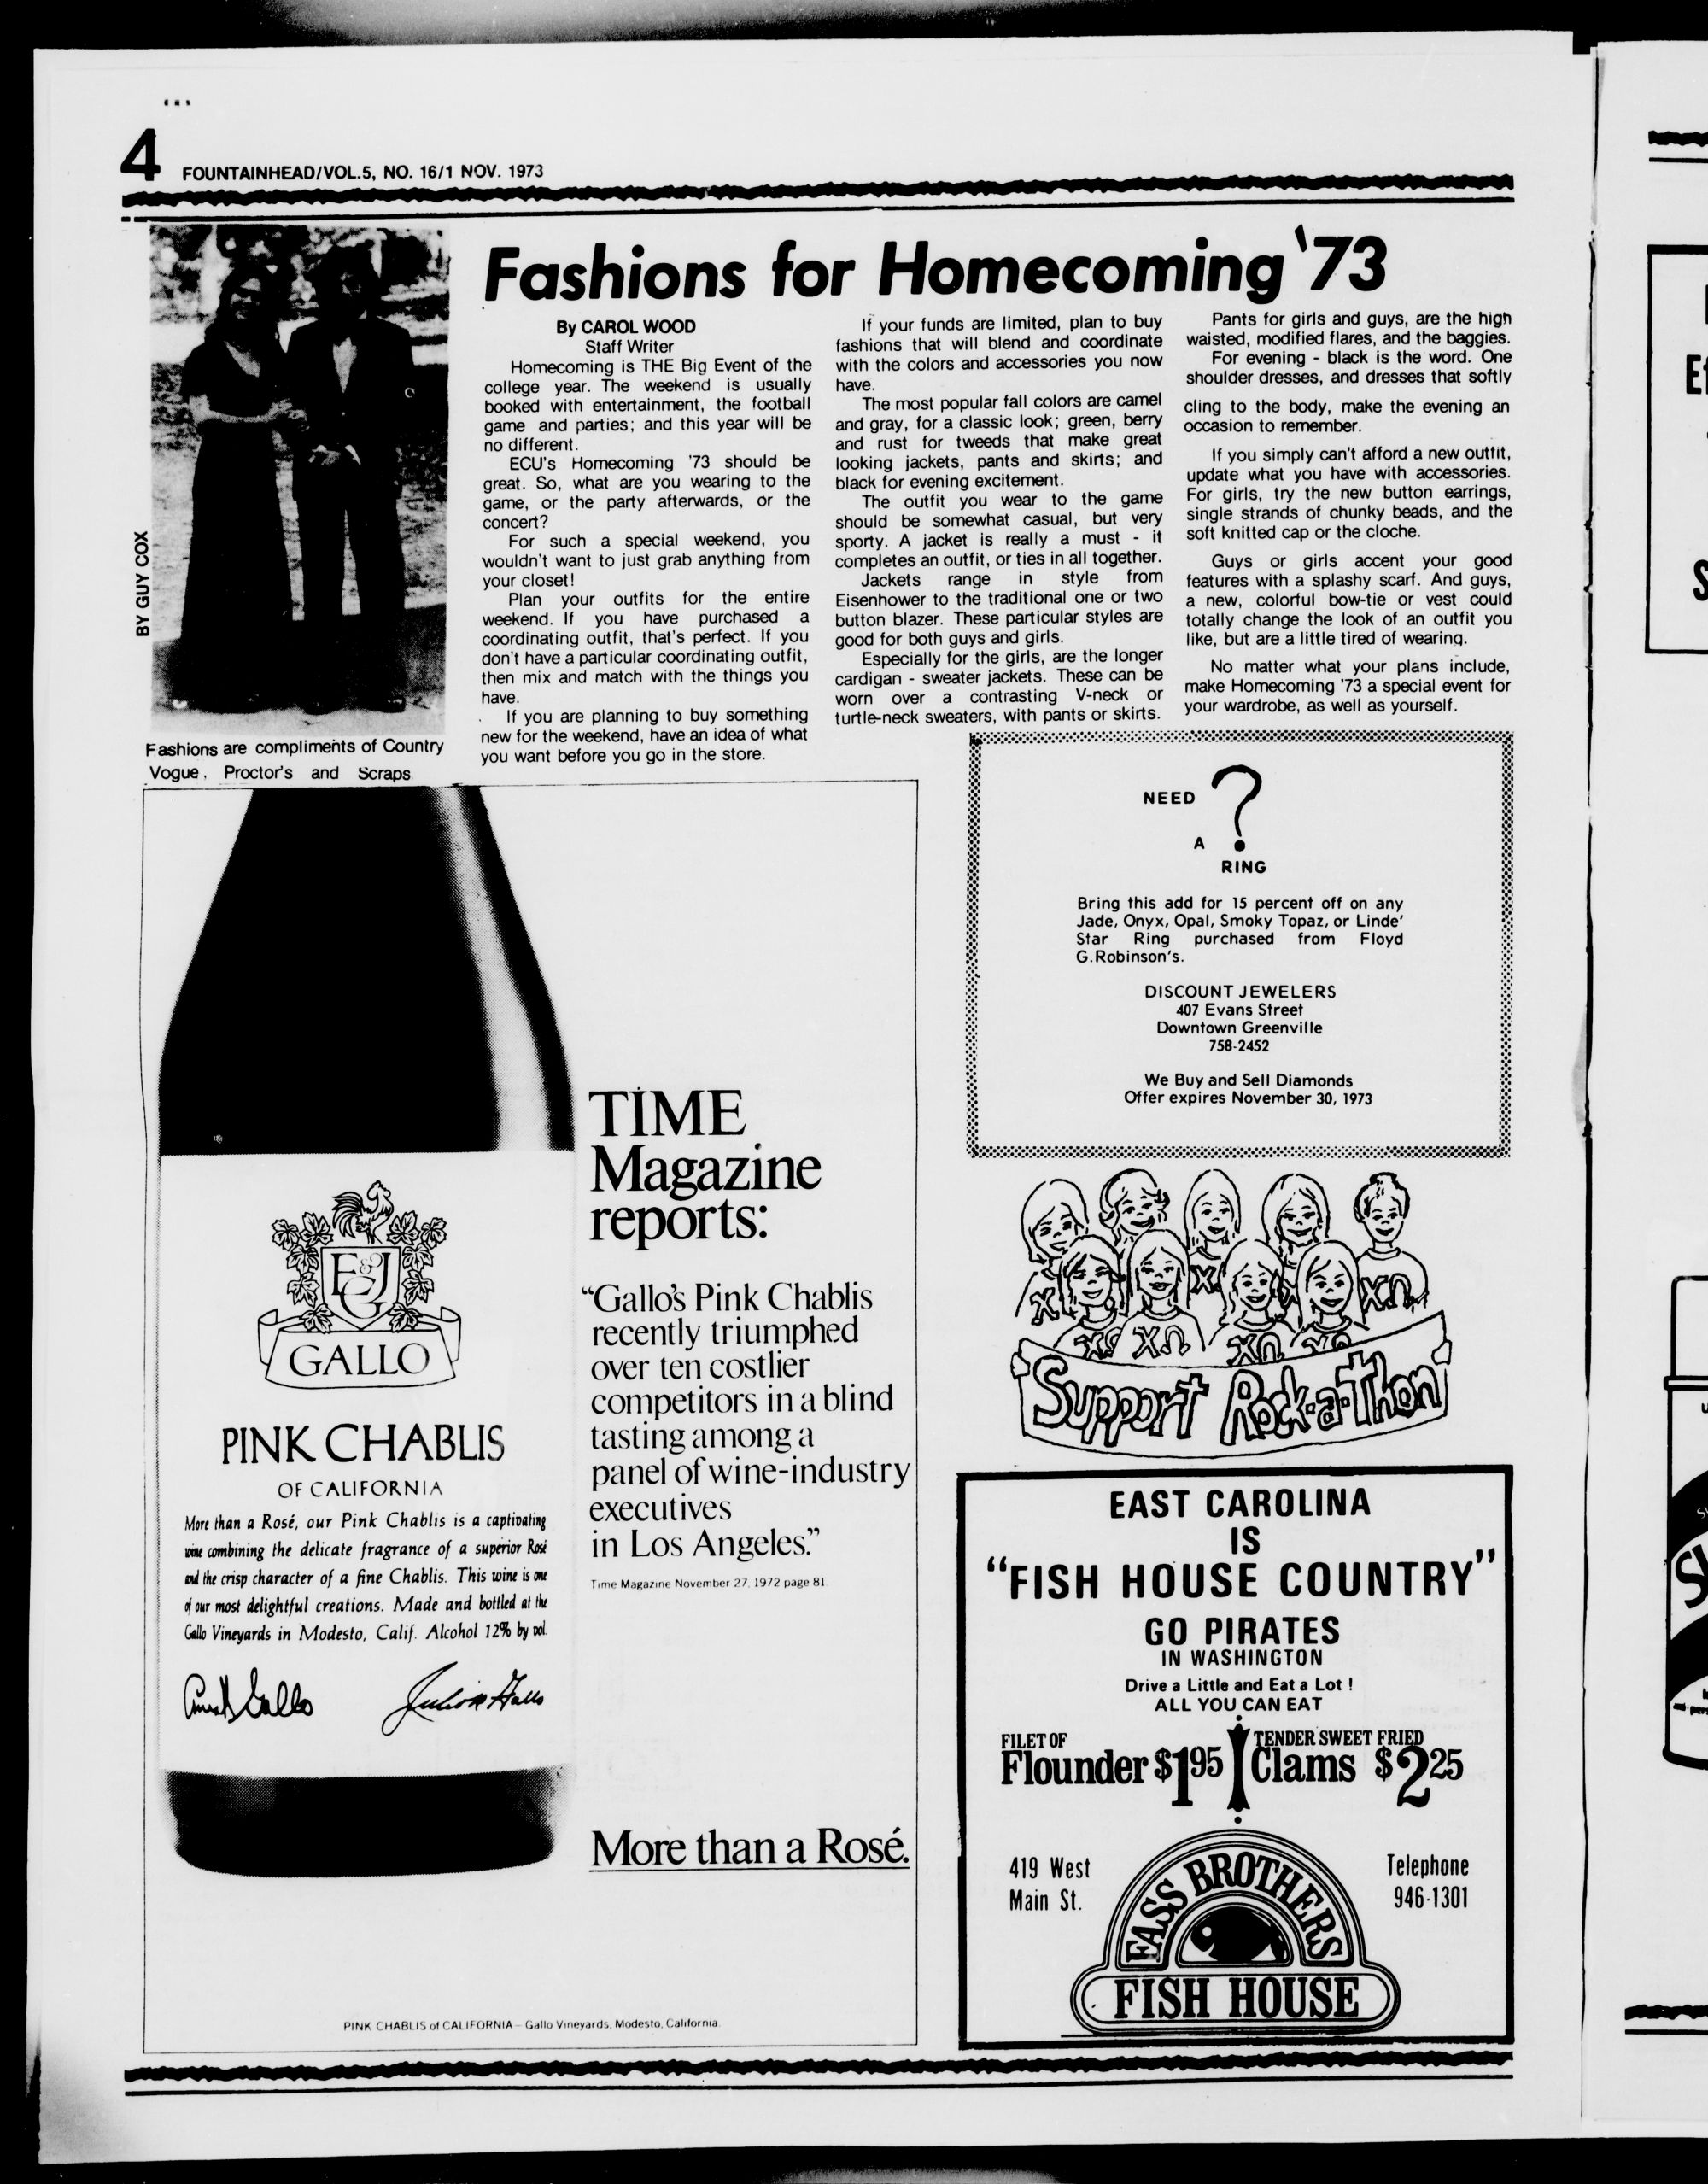 4 FOUNTAINHEAD/VOL.5, NO. 16/1 NOV. 1973
BY GUY COX
Fashions are compliments of Country
Vogue, Proctor's and Scraps
Fashions for Homecoming '73
By CAROL WOOD
Staff Writer
Homecoming is THE Big Event of the
college year. The weekend is usually
booked with entertainment, the football
game and parties; and this year will be
no different.
ECU's Homecoming '73 should be
great. So, what are you wearing to the
game, or the party afterwards, or the
concert?
For such a special weekend, you
wouldn't want to just grab anything from
your closet!
Plan your outfits for the entire
weekend. If you have purchased a
coordinating outfit, that's perfect. If you
don't have a particular coordinating outfit,
then mix and match with the things you
have.
If you are planning to buy something
new for the weekend, have an idea of what
you want before you go in the store.
If your funds are limited, plan to buy
fashions that will blend and coordinate
with the colors and accessories you now
have.
The most popular fall colors are camel
and gray, for a classic look; green, berry
and rust for tweeds that make great
looking jackets, pants and skirts; and
black for evening excitement.
The outfit you wear to the game
should be somewhat casual, but very
sporty. A jacket is really a must - it
completes an outfit, or ties in all together.
Jackets range in style from
Eisenhower to the traditional one or two
button blazer. These particular styles are
good for both guys and girls.
Especially for the girls, are the longer
cardigan - sweater jackets. These can be
worn over a contrasting V-neck or
turtle-neck sweaters, with pants or skirts.
Pants for girls and guys, are the high
waisted, modified flares, and the baggies.
For evening - black is the word. One
shoulder dresses, and dresses that softly
cling to the body, make the evening an
occasion to remember.
If you simply can't afford a new outfit,
update what you have with accessories.
For girls, try the new button earrings,
single strands of chunky beads, and the
soft knitted cap or the cloche.
Guys or girls accent your good
features with a splashy scarf. And guys,
a new, colorful bow-tie or vest could
totally change the look of an outfit you
like, but are a little tired of wearing.
No matter what your plans include,
make Homecoming '73 a special event for
your wardrobe, as well as yourself.
E&J
G
GALLO
PINK CHABLIS
OF CALIFORNIA
More than a Rosé, our Pink Chablis is a captivating
wine combining the delicate fragrance of a superior Rosé
and the crisp character of a fine Chablis. This wine is one
of our most delightful creations. Made and bottled at the
Gallo Vineyards in Modesto, Calif. Alcohol 12% by vol.
Ernest Gallo Julio R Gallo
TIME
Magazine
reports:
“Gallo's Pink Chablis
recently triumphed
over ten costlier
competitors in a blind
tasting among a
panel of wine-industry
executives
in Los Angeles.”
Time Magazine November 27, 1972 page 81.
More than a Rosé.
PINK CHABLIS of CALIFORNIA – Gallo Vineyards, Modesto, California.
NEED
?
A
RING
Bring this add for 15 percent off on any
Jade, Onyx, Opal, Smoky Topaz, or Linde'
Star Ring purchased from Floyd
G.Robinson's.
DISCOUNT JEWELERS
407 Evans Street
Downtown Greenville
758-2452
We Buy and Sell Diamonds
Offer expires November 30, 1973
X X XΩ
XΩ XΩ XΩ
Support Rock-a-Thon
EAST CAROLINA
IS
“FISH HOUSE COUNTRY”
GO PIRATES
IN WASHINGTON
Drive a Little and Eat a Lot !
ALL YOU CAN EAT
FILET OF
Flounder $1.95
TENDER SWEET FRIED
Clams $2.25
419 West
Main St.
Telephone
946-1301
FASS BROTHERS
FISH HOUSE